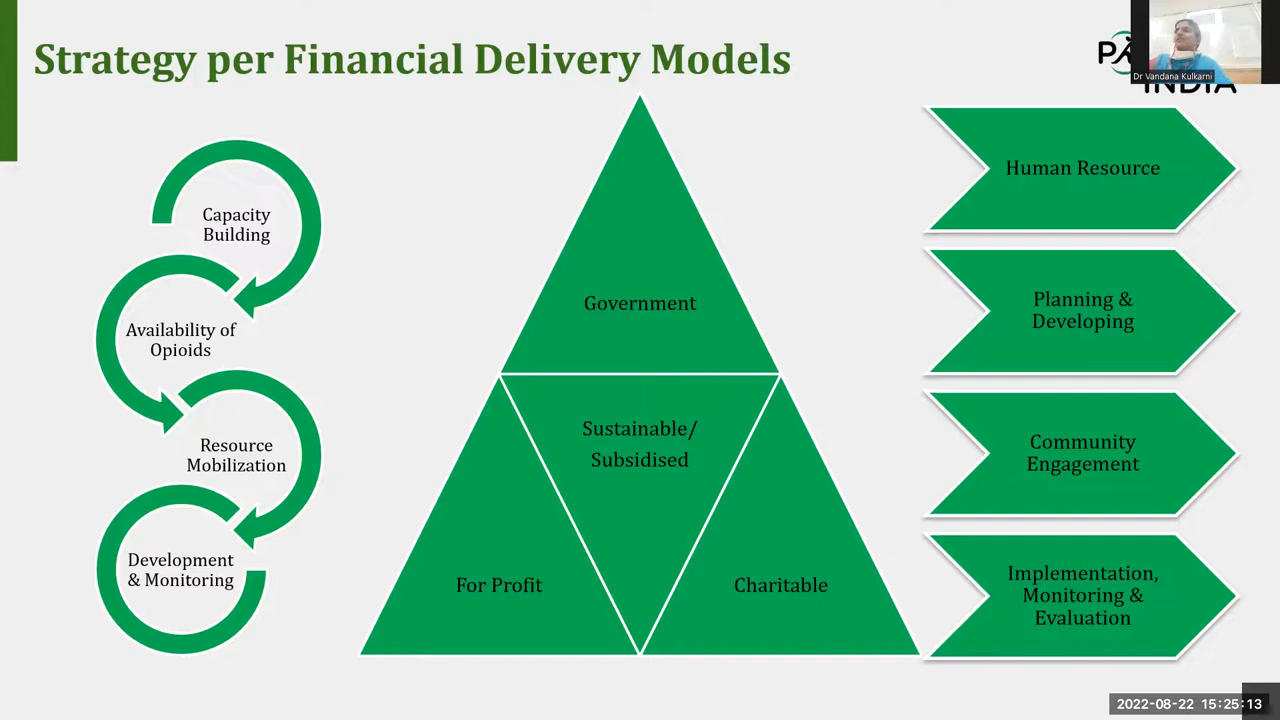 Strategy per Financial Delivery Models
INDIA
Dr Vandana Kulkarni
Capacity
Building
Availability of
Opioids
Resource
Mobilization
Development
& Monitoring
Government
Sustainable/
Subsidised
For Profit
Charitable
Human Resource
Planning &
Developing
Community
Engagement
Implementation,
Monitoring &
Evaluation
2022-08-22 15:25:13